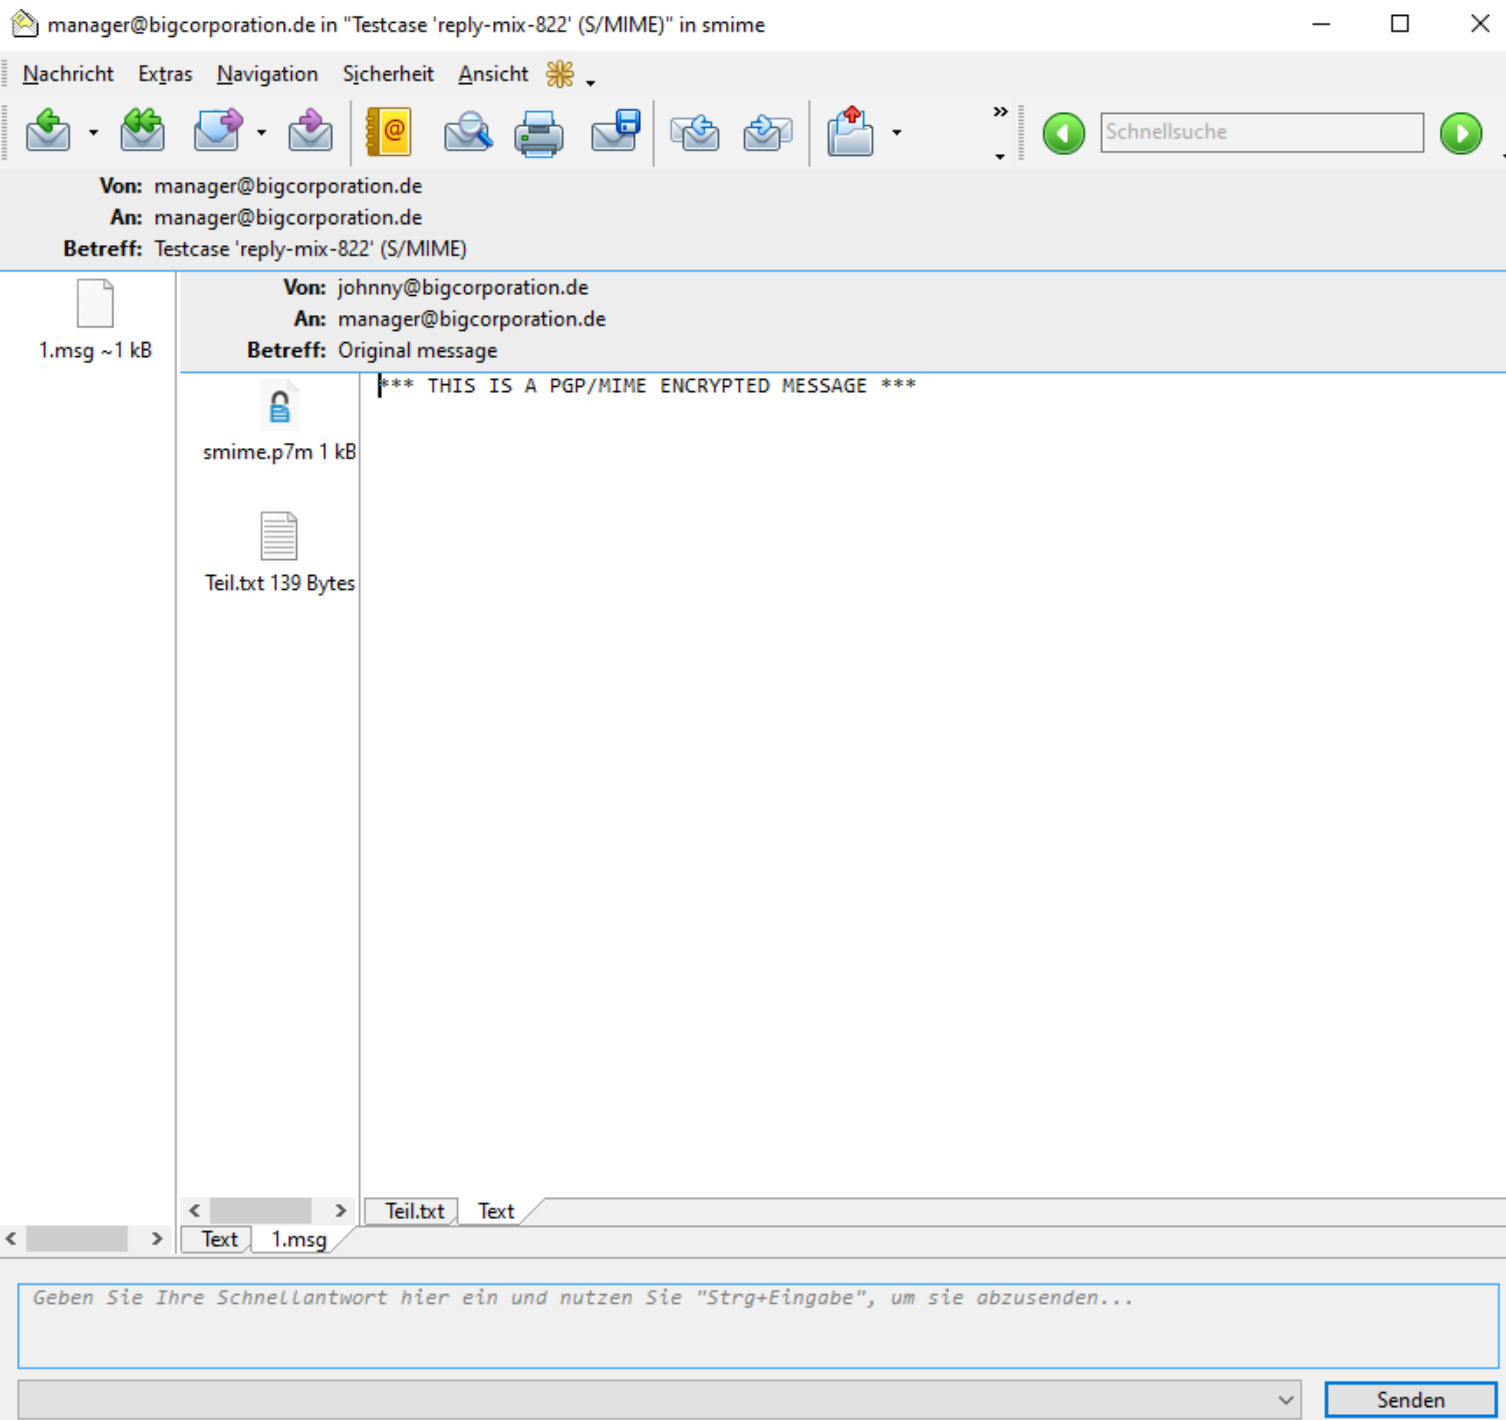 manager@bigcorporation.de in "Testcase 'reply-mix-822' (S/MIME)" in smime
Nachricht Extras Navigation Sicherheit Ansicht
@
Schnellsuche
Von: manager@bigcorporation.de
An: manager@bigcorporation.de
Betreff: Testcase 'reply-mix-822' (S/MIME)
1.msg ~1 kB
Von: johnny@bigcorporation.de
An: manager@bigcorporation.de
Betreff: Original message
smime.p7m 1 kB
Teil.txt 139 Bytes
*** THIS IS A PGP/MIME ENCRYPTED MESSAGE ***
Teil.txt Text
Text 1.msg
Geben Sie Ihre Schnellantwort hier ein und nutzen Sie "Strg+Eingabe", um sie abzusenden...
Senden